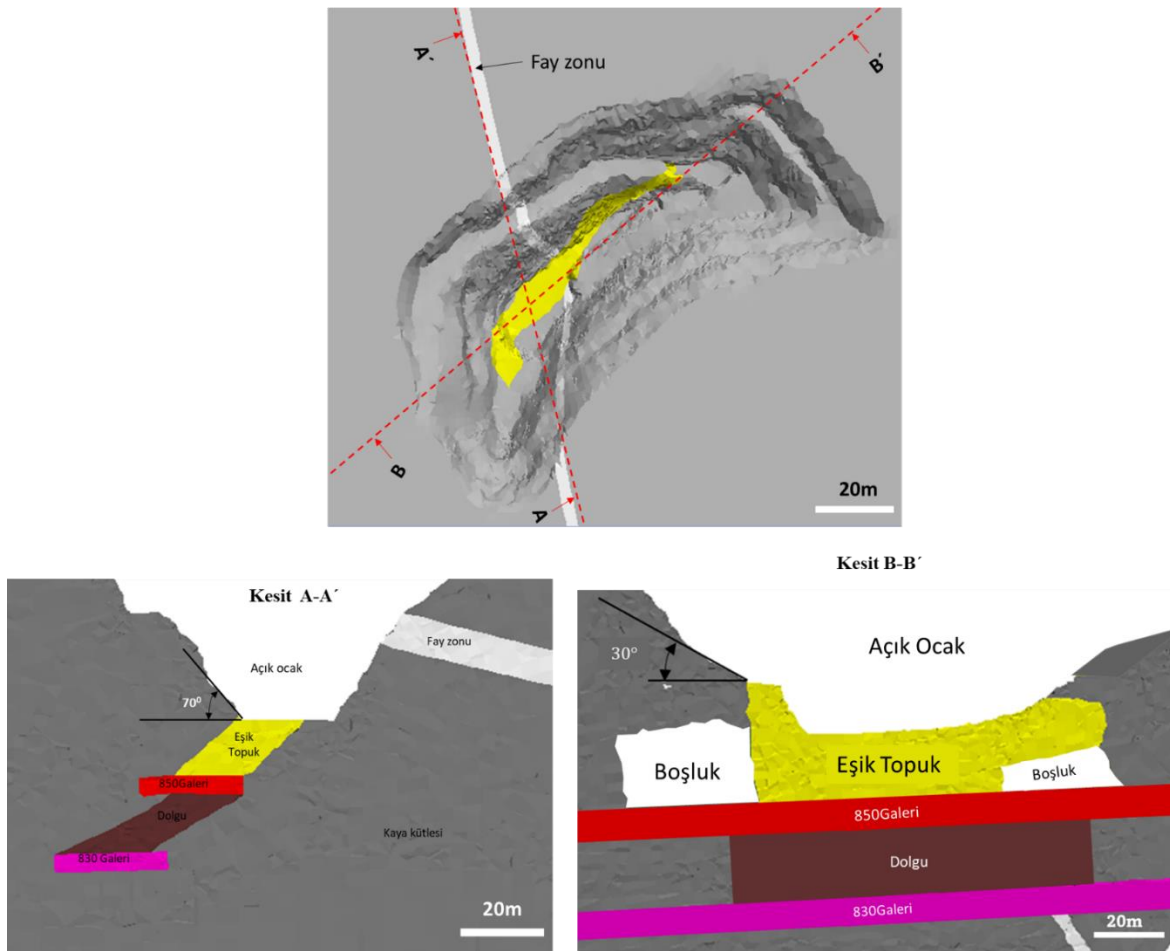 A´
Fay zonu
B´
B
A
20m
Kesit A-A´
Açık ocak
Fay zonu
70⁰
Eşik
Topuk
850Galeri
Dolgu
830 Galeri
Kaya kütlesi
20m
Kesit B-B´
Açık Ocak
30°
Boşluk
Eşik Topuk
Boşluk
850Galeri
Dolgu
830Galeri
20m